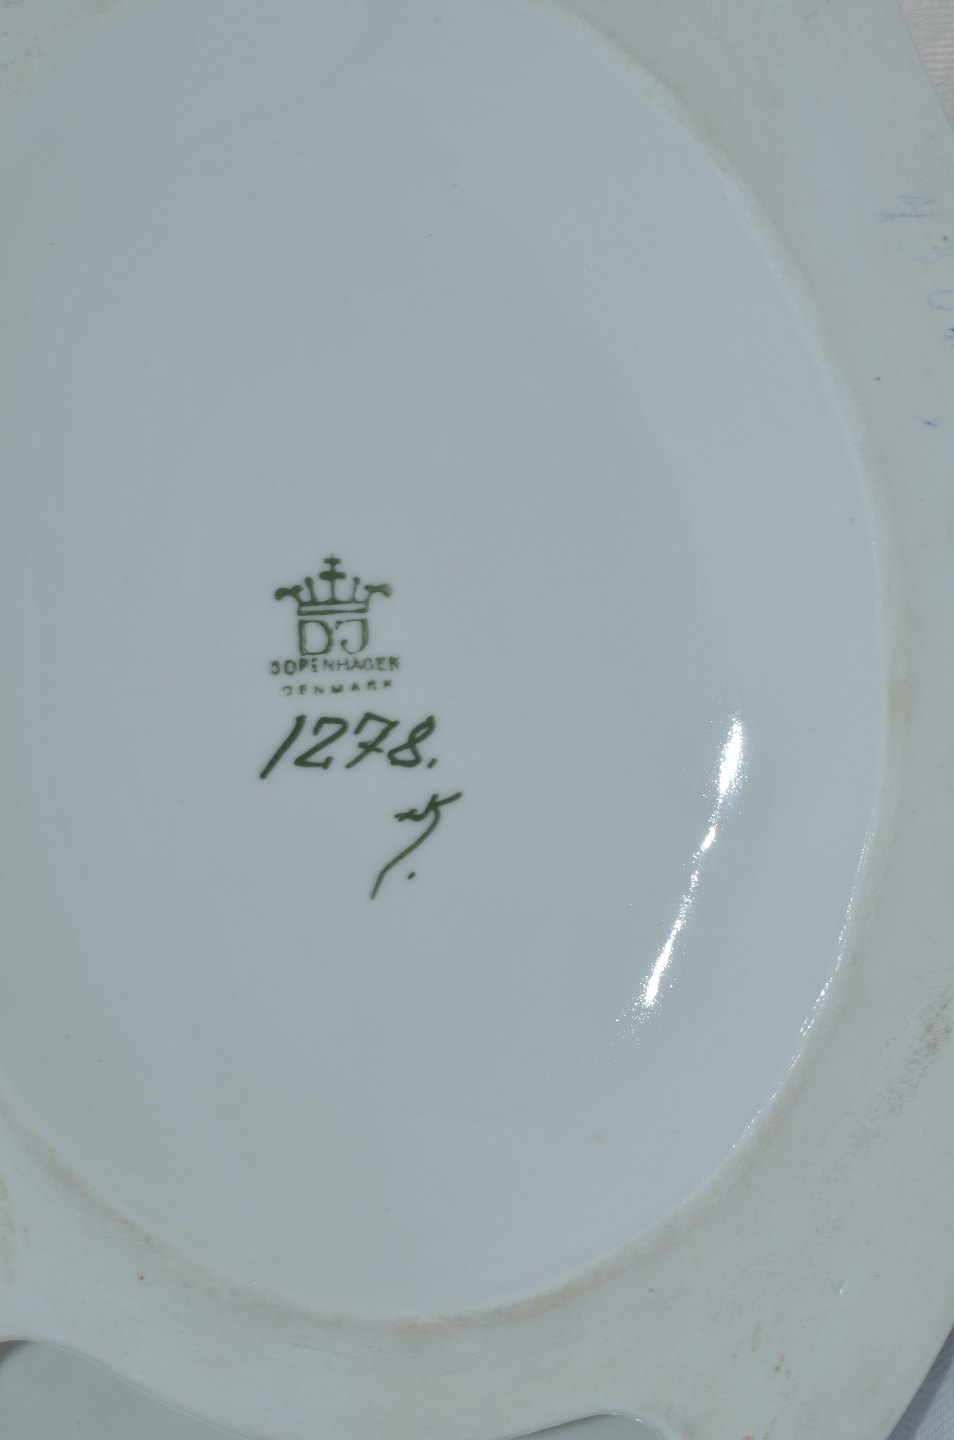 DJ
COPENHAGEN
DENMARK
1278.